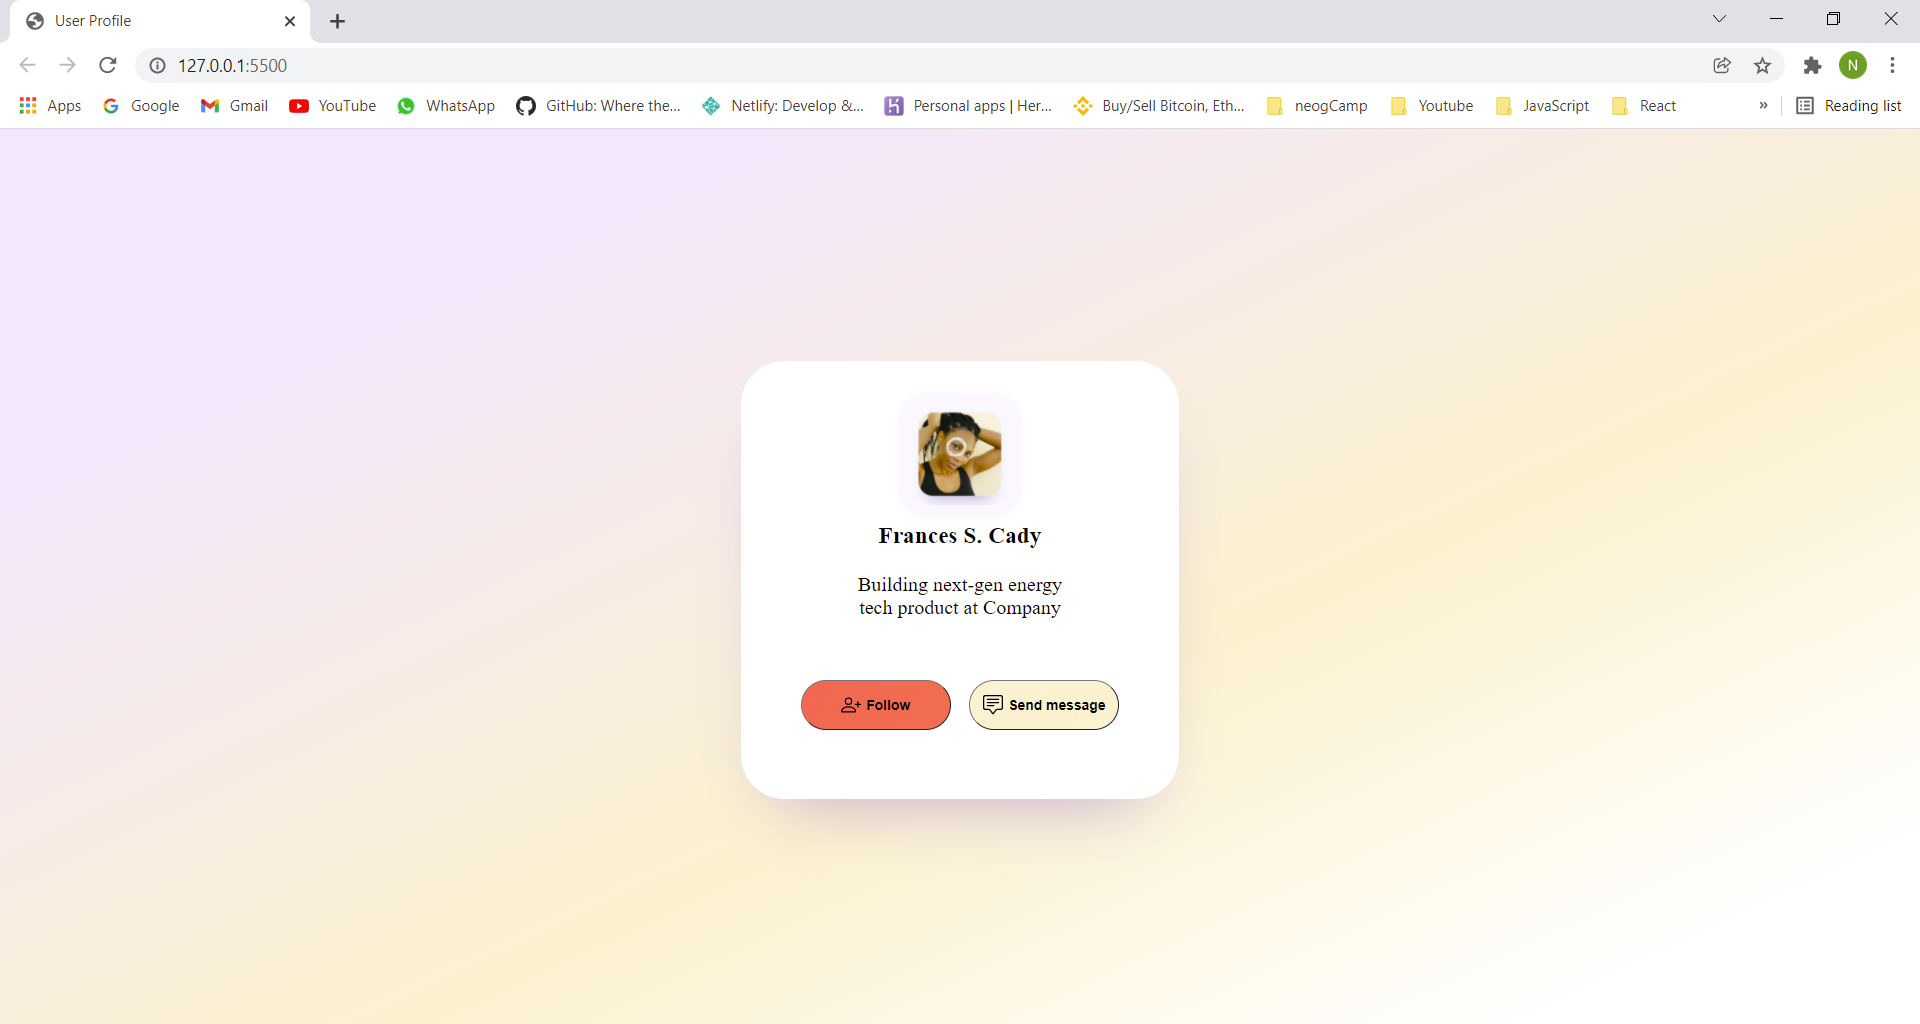 User Profile
127.0.0.1:5500
N
Apps Google Gmail YouTube WhatsApp GitHub: Where the... Netlify: Develop &... Personal apps | Her... Buy/Sell Bitcoin, Eth... neogCamp Youtube JavaScript React » Reading list
Frances S. Cady
Building next-gen energy
tech product at Company
Follow Send message